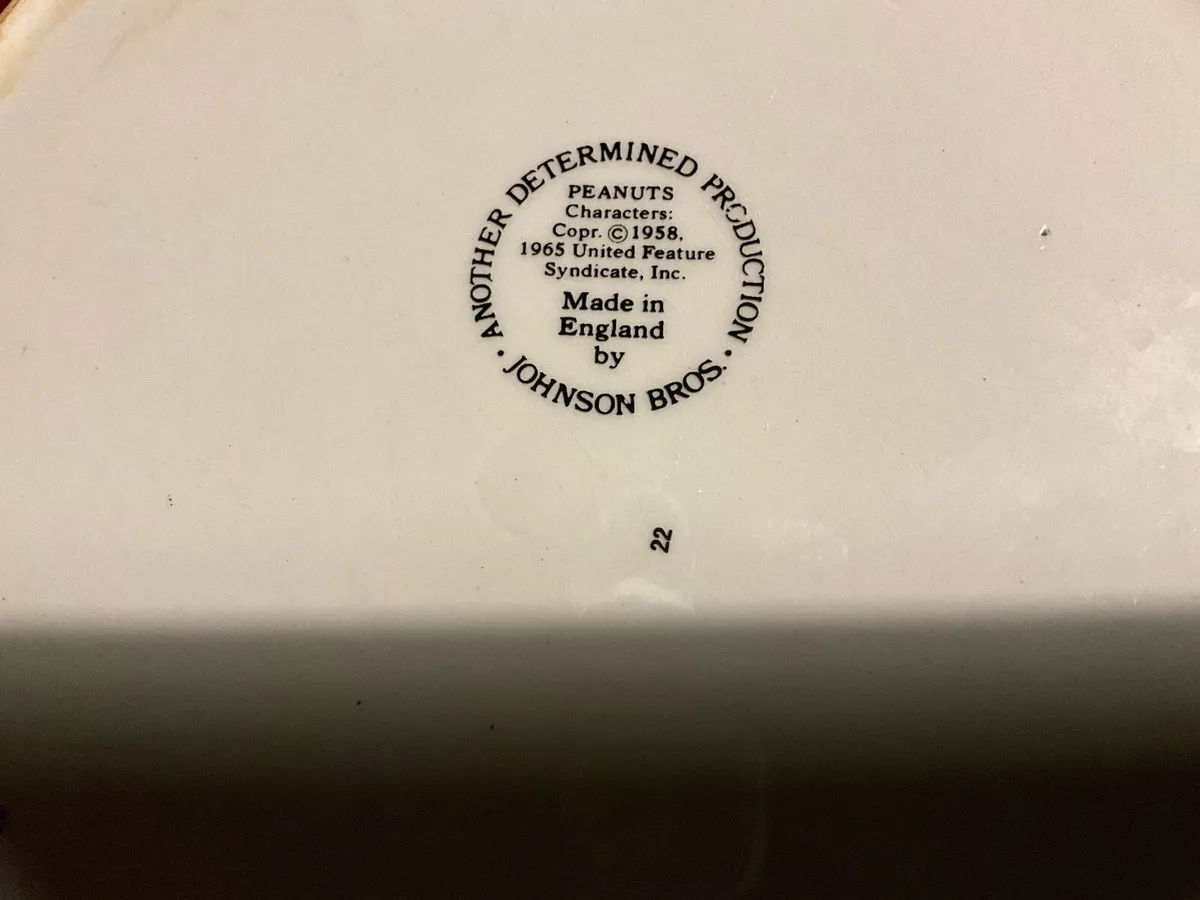 ANOTHER DETERMINED PRODUCTION
PEANUTS
Characters:
Copr. ©1958,
1965 United Feature
Syndicate, Inc.
Made in
England
by
• JOHNSON BROS. •
22